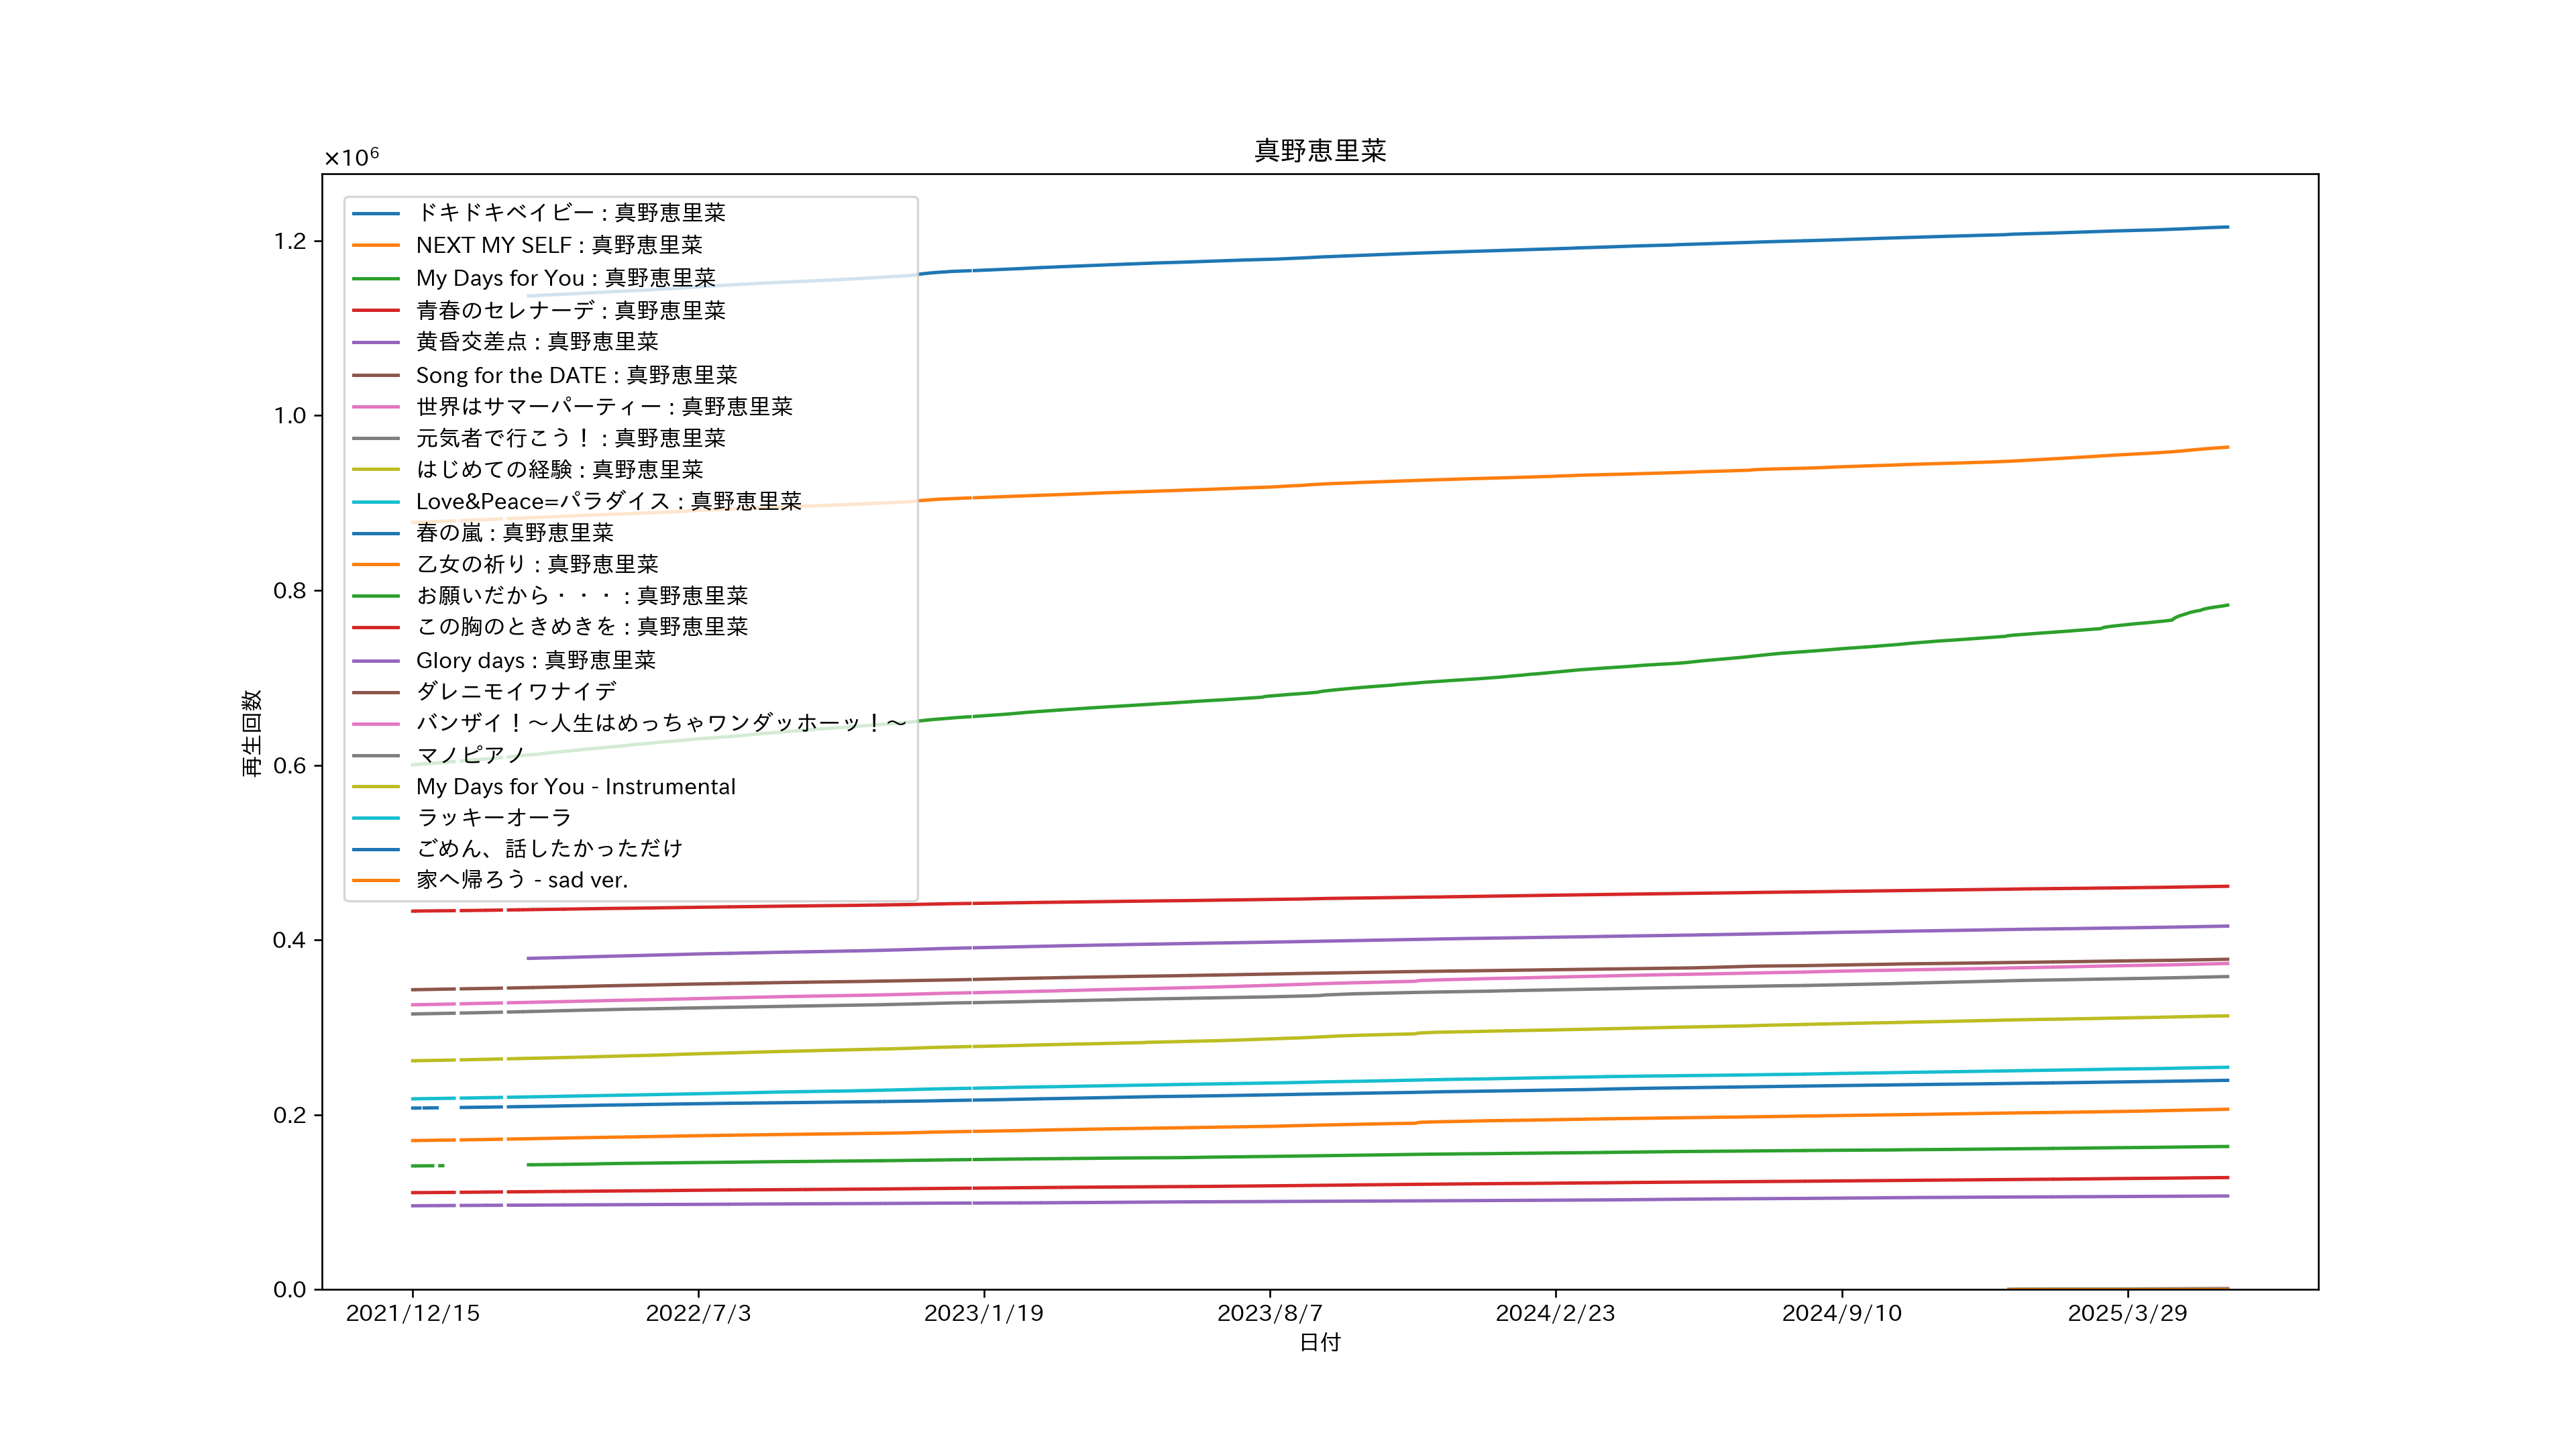 真野恵里菜
×10⁶
1.2
1.0
0.8
0.6
0.4
0.2
0.0
再生回数
ドキドキベイビー : 真野恵里菜
NEXT MY SELF : 真野恵里菜
My Days for You : 真野恵里菜
青春のセレナーデ : 真野恵里菜
黄昏交差点 : 真野恵里菜
Song for the DATE : 真野恵里菜
世界はサマーパーティー : 真野恵里菜
元気者で行こう！ : 真野恵里菜
はじめての経験 : 真野恵里菜
Love&Peace=パラダイス : 真野恵里菜
春の嵐 : 真野恵里菜
乙女の祈り : 真野恵里菜
お願いだから・・・ : 真野恵里菜
この胸のときめきを : 真野恵里菜
Glory days : 真野恵里菜
ダレニモイワナイデ
バンザイ！～人生はめっちゃワンダッホーッ！～
マノピアノ
My Days for You - Instrumental
ラッキーオーラ
ごめん、話したかっただけ
家へ帰ろう - sad ver.
2021/12/15 2022/7/3 2023/1/19 2023/8/7 2024/2/23 2024/9/10 2025/3/29
日付